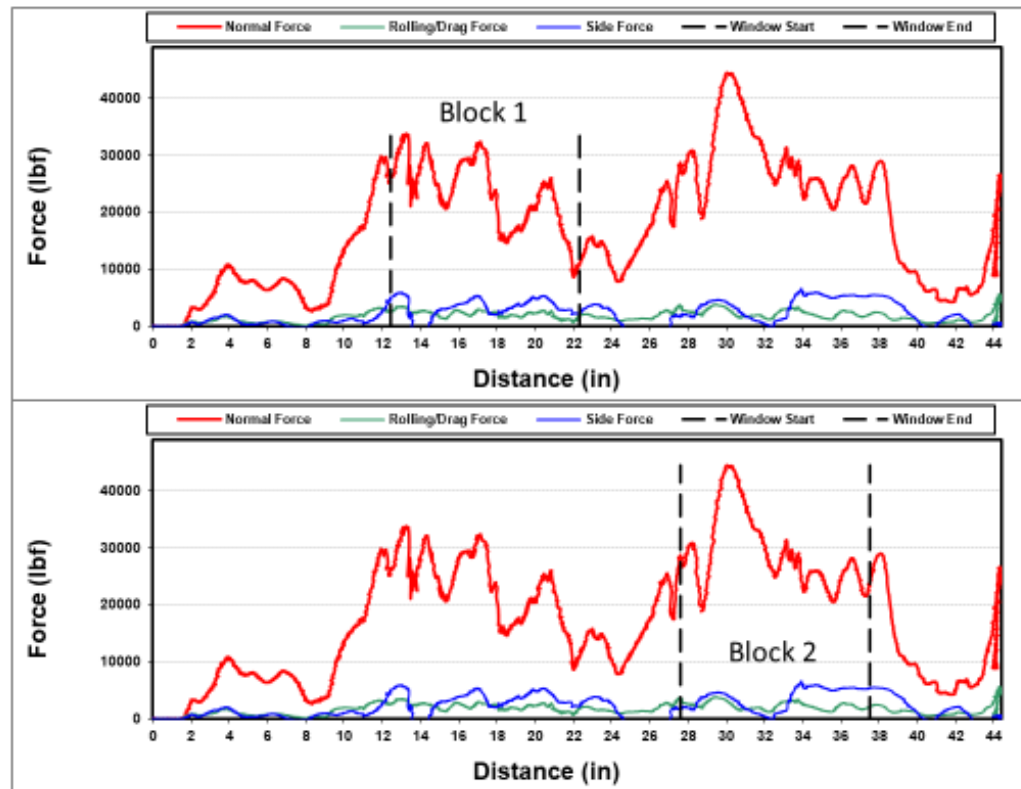 Normal Force Rolling/Drag Force Side Force Window Start Window End
Block 1
40000
30000
20000
10000
0
Force (lbf)
0 2 4 6 8 10 12 14 16 18 20 22 24 26 28 30 32 34 36 38 40 42 44
Distance (in)
Normal Force Rolling/Drag Force Side Force Window Start Window End
40000
30000
20000
10000
0
Force (lbf)
Block 2
0 2 4 6 8 10 12 14 16 18 20 22 24 26 28 30 32 34 36 38 40 42 44
Distance (in)